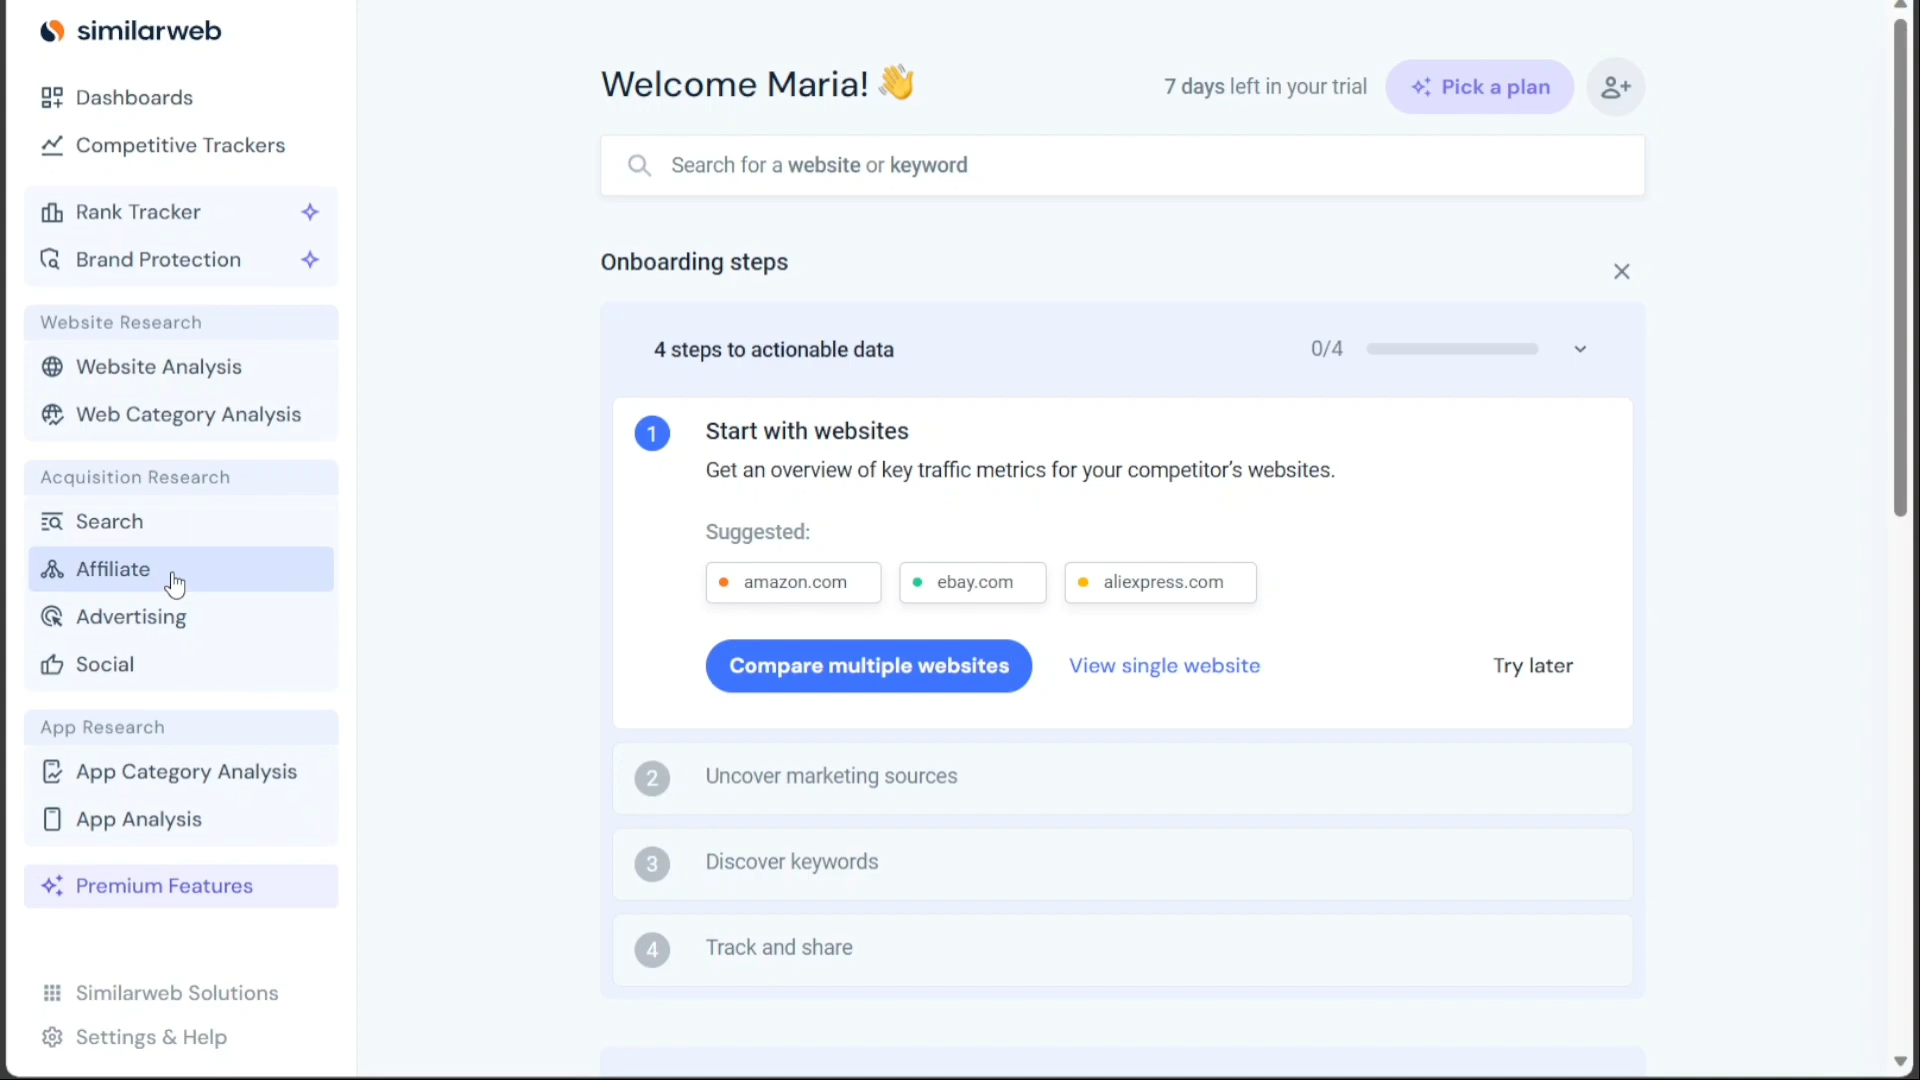 similarweb
Dashboards
Competitive Trackers
Rank Tracker
Brand Protection
Website Research
Website Analysis
Web Category Analysis
Acquisition Research
Search
Affiliate
Advertising
Social
App Research
App Category Analysis
App Analysis
Premium Features
Similarweb Solutions
Settings & Help
Welcome Maria! 👋
7 days left in your trial
Pick a plan
Search for a website or keyword
Onboarding steps
4 steps to actionable data
0/4
1
Start with websites
Get an overview of key traffic metrics for your competitor’s websites.
Suggested:
amazon.com
ebay.com
aliexpress.com
Compare multiple websites
View single website
Try later
2
Uncover marketing sources
3
Discover keywords
4
Track and share